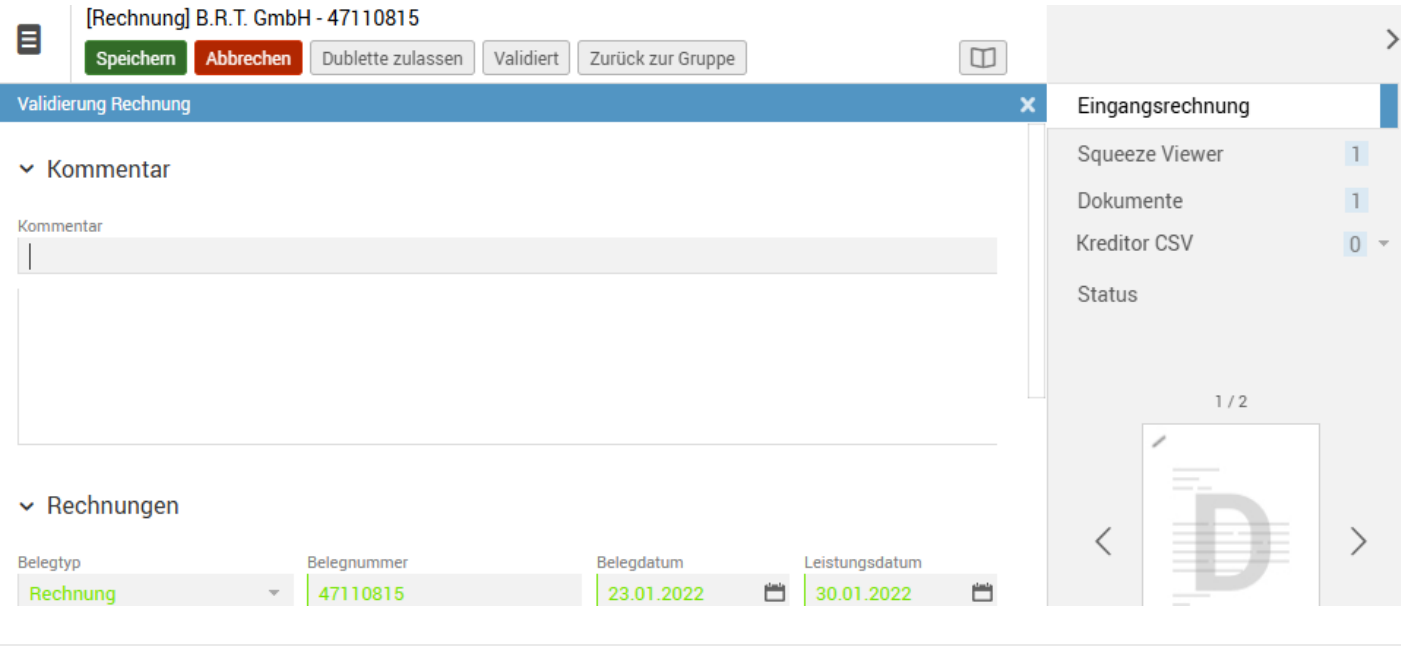 [Rechnung] B.R.T. GmbH - 47110815
Speichern Abbrechen Dublette zulassen Validiert Zurück zur Gruppe
Validierung Rechnung
Kommentar
Kommentar
Rechnungen
Belegtyp Belegnummer Belegdatum Leistungsdatum
Rechnung 47110815 23.01.2022 30.01.2022
Eingangsrechnung
Squeeze Viewer 1
Dokumente 1
Kreditor CSV 0
Status
1 / 2
D